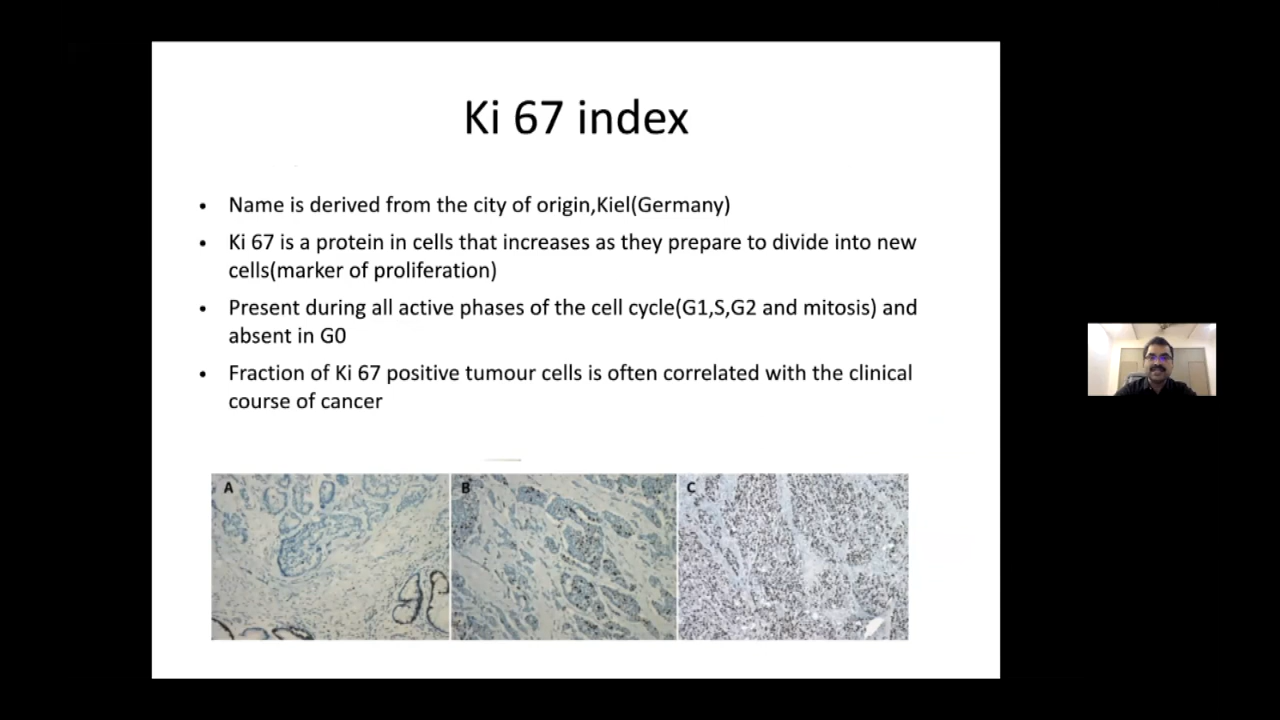 Ki 67 index
• Name is derived from the city of origin,Kiel(Germany)
• Ki 67 is a protein in cells that increases as they prepare to divide into new
cells(marker of proliferation)
• Present during all active phases of the cell cycle(G1,S,G2 and mitosis) and
absent in G0
• Fraction of Ki 67 positive tumour cells is often correlated with the clinical
course of cancer
A B C